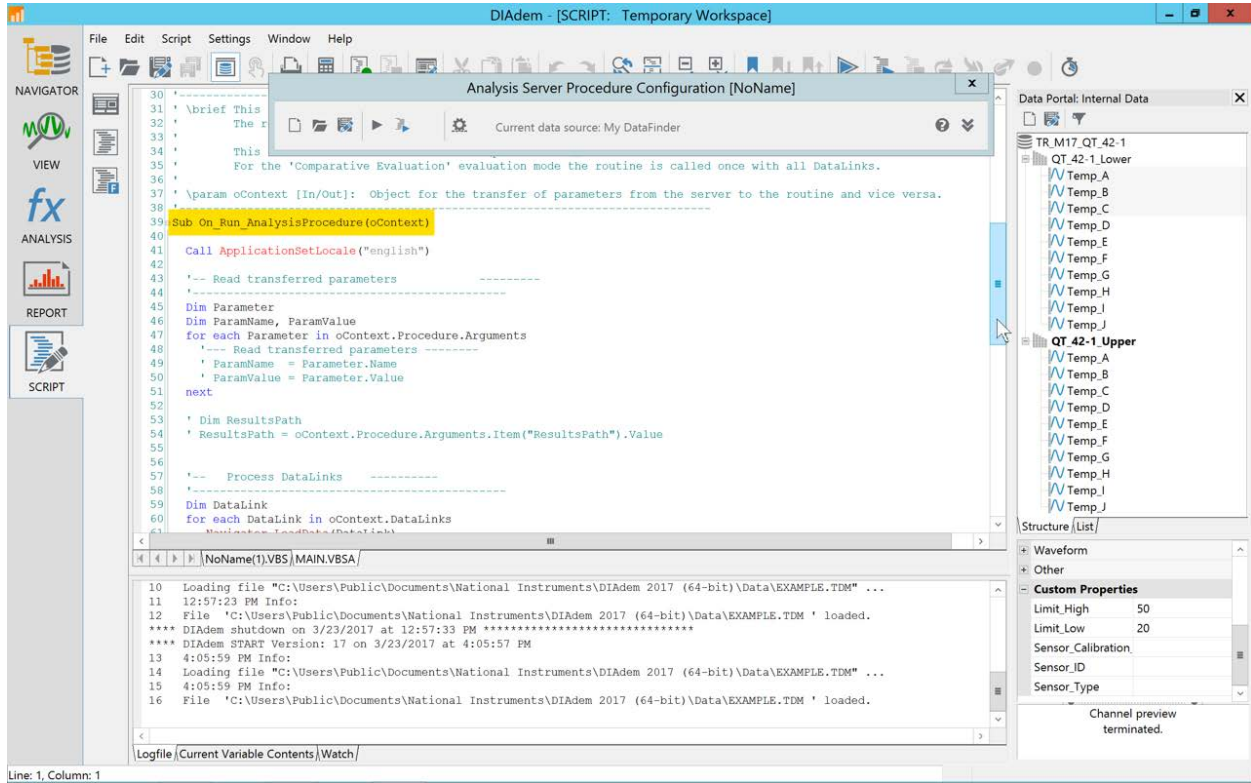 DIAdem - [SCRIPT:   Temporary Workspace]
File Edit Script Settings Window Help
NAVIGATOR
VIEW
ANALYSIS
REPORT
SCRIPT
Analysis Server Procedure Configuration [NoName]
Current data source: My DataFinder
30 '
31 ' \brief This
32 '        The r
33 '
34 '        This
35 '        For the 'Comparative Evaluation' evaluation mode the routine is called once with all DataLinks.
36 '
37 ' \param oContext [In/Out]:  Object for the transfer of parameters from the server to the routine and vice versa.
38 '-------------------------------------------------------------------------------
39 Sub On_Run_AnalysisProcedure(oContext)
40
41   Call ApplicationSetLocale("english")
42
43   '-- Read transferred parameters           ---------
44   '-----------------------------------------------
45   Dim Parameter
46   Dim ParamName, ParamValue
47   for each Parameter in oContext.Procedure.Arguments
48     '--- Read transferred parameters --------
49     ' ParamName  = Parameter.Name
50     ' ParamValue = Parameter.Value
51   next
52
53   ' Dim ResultsPath
54   ' ResultsPath = oContext.Procedure.Arguments.Item("ResultsPath").Value
55
56
57   '--   Process DataLinks    ----------
58   '-----------------------------------------------
59   Dim DataLink
60   for each DataLink in oContext.DataLinks
61     Navigator.LoadData(DataLink)
NoName(1).VBS MAIN.VBSA
10   Loading file "C:\Users\Public\Documents\National Instruments\DIAdem 2017 (64-bit)\Data\EXAMPLE.TDM" ...
11   12:57:23 PM Info:
12   File  'C:\Users\Public\Documents\National Instruments\DIAdem 2017 (64-bit)\Data\EXAMPLE.TDM ' loaded.
**** DIAdem shutdown on 3/23/2017 at 12:57:33 PM ********************************
**** DIAdem START Version: 17 on 3/23/2017 at 4:05:57 PM
13   4:05:59 PM Info:
14   Loading file "C:\Users\Public\Documents\National Instruments\DIAdem 2017 (64-bit)\Data\EXAMPLE.TDM" ...
15   4:05:59 PM Info:
16   File  'C:\Users\Public\Documents\National Instruments\DIAdem 2017 (64-bit)\Data\EXAMPLE.TDM ' loaded.
Logfile Current Variable Contents Watch
Line: 1, Column: 1
Data Portal: Internal Data
TR_M17_QT_42-1
QT_42-1_Lower
Temp_A
Temp_B
Temp_C
Temp_D
Temp_E
Temp_F
Temp_G
Temp_H
Temp_I
Temp_J
QT_42-1_Upper
Temp_A
Temp_B
Temp_C
Temp_D
Temp_E
Temp_F
Temp_G
Temp_H
Temp_I
Temp_J
Structure List
Waveform
Other
Custom Properties
Limit_High 50
Limit_Low 20
Sensor_Calibration_
Sensor_ID
Sensor_Type
Channel preview
terminated.